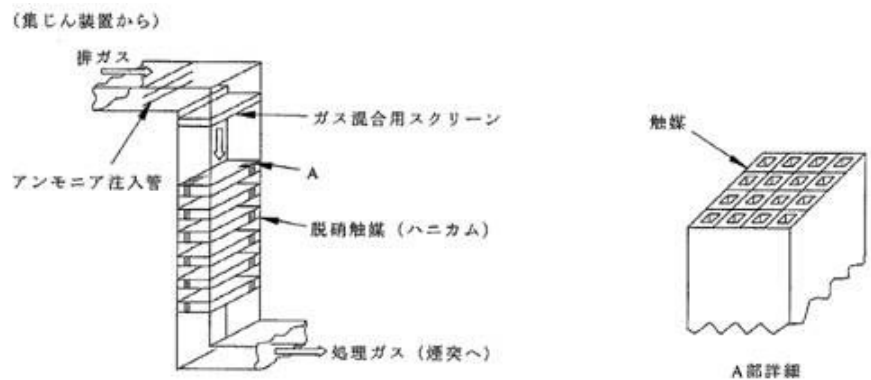 （集じん装置から）
排ガス
ガス混合用スクリーン
アンモニア注入管
A
脱硝触媒（ハニカム）
処理ガス（煙突へ）
触媒
A部詳細